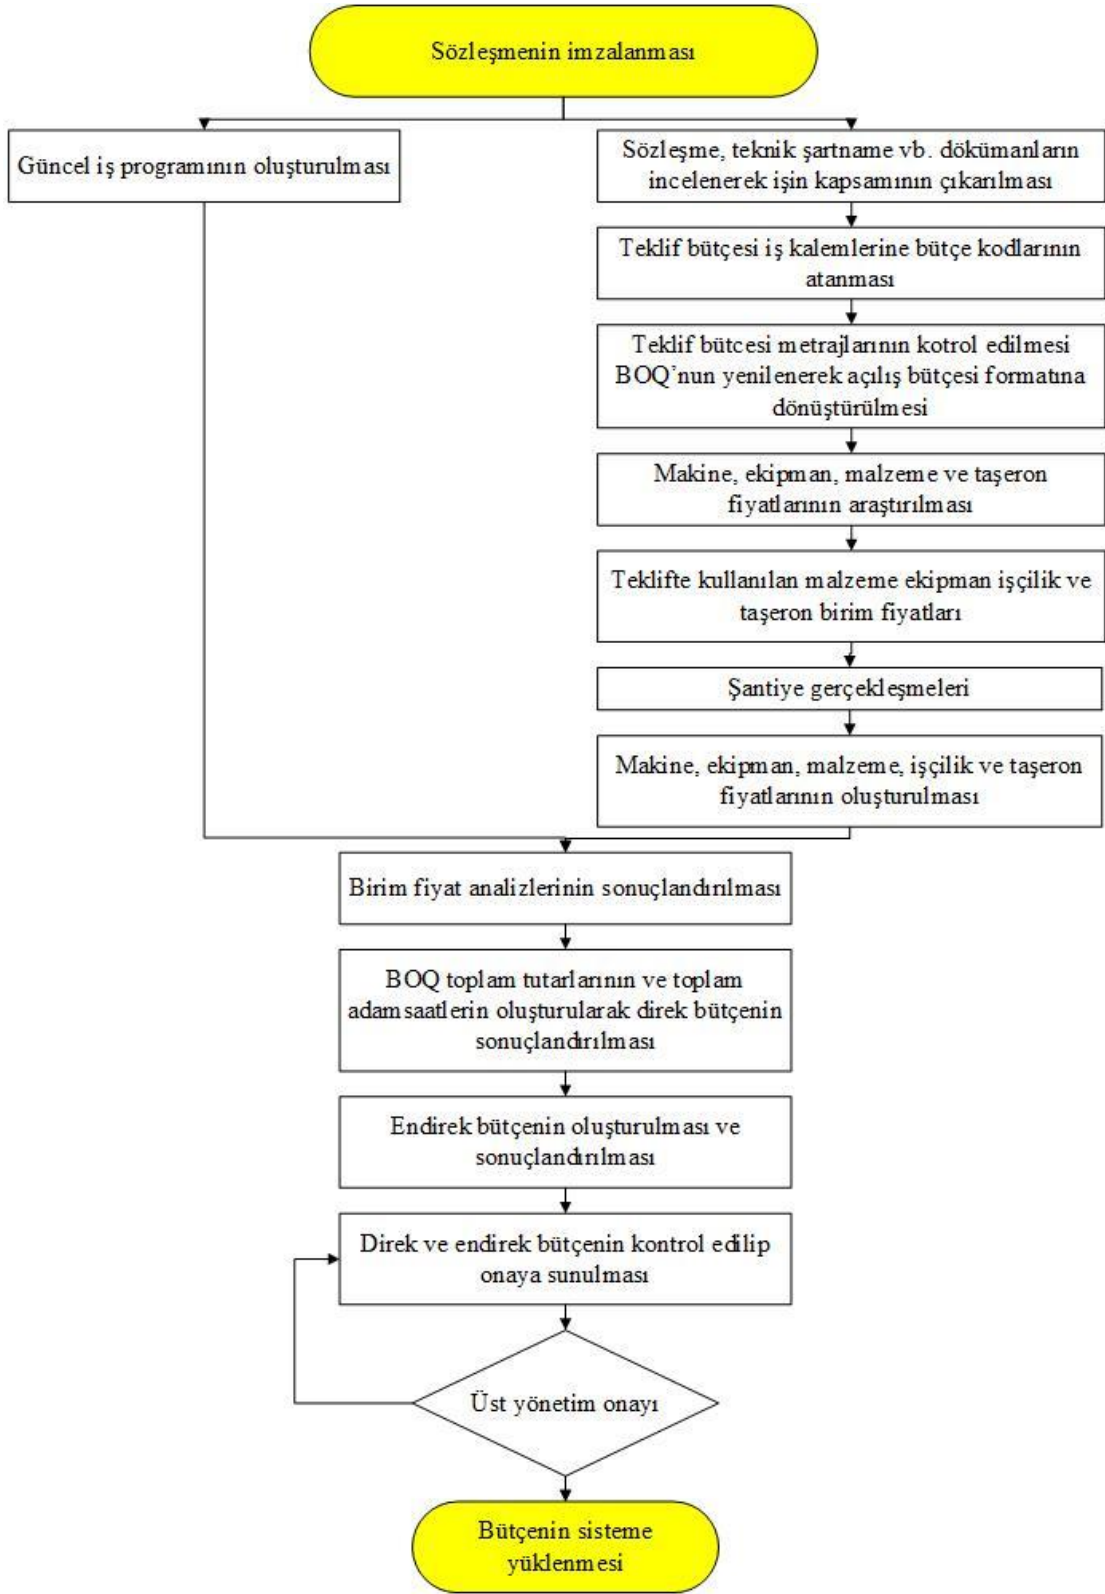 Sözleşmenin imzalanması
Güncel iş programının oluşturulması
Sözleşme, teknik şartname vb. dökümanların
incelenerek işin kapsamının çıkarılması
Teklif bütçesi iş kalemlerine bütçe kodlarının
atanması
Teklif bütcesi metrajlarının kotrol edilmesi
BOQ’nun yenilenerek açılış bütçesi formatına
dönüştürülmesi
Makine, ekipman, malzeme ve taşeron
fiyatlarının araştırılması
Teklifte kullanılan malzeme ekipman işçilik ve
taşeron birim fiyatları
Şantiye gerçekleşmeleri
Makine, ekipman, malzeme, işçilik ve taşeron
fiyatlarının oluşturulması
Birim fiyat analizlerinin sonuçlandırılması
BOQ toplam tutarlarının ve toplam
adamsaatlerin oluşturularak direk bütçenin
sonuçlandırılması
Endirek bütçenin oluşturulması ve
sonuçlandırılması
Direk ve endirek bütçenin kontrol edilip
onaya sunulması
Üst yönetim onayı
Bütçenin sisteme
yüklenmesi